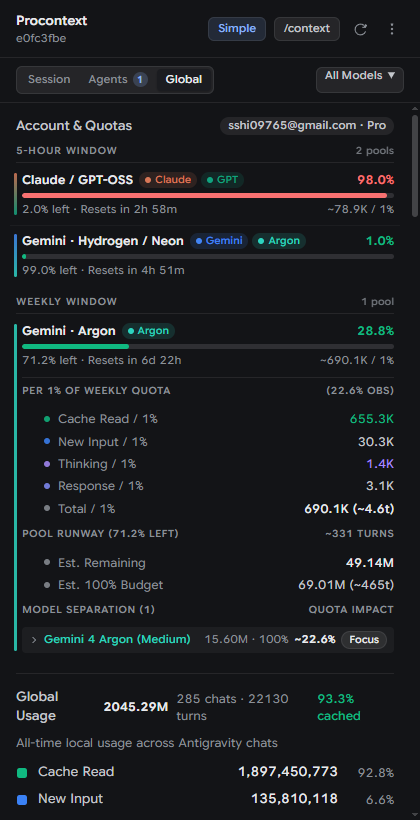 Procontext
e0fc3fbe
Simple
/context
Session Agents 1 Global
All Models ▼
Account & Quotas sshi09765@gmail.com · Pro
5-HOUR WINDOW 2 pools
Claude / GPT-OSS Claude GPT 98.0%
2.0% left · Resets in 2h 58m ~78.9K / 1%
Gemini · Hydrogen / Neon Gemini Argon 1.0%
99.0% left · Resets in 4h 51m
WEEKLY WINDOW 1 pool
Gemini · Argon Argon 28.8%
71.2% left · Resets in 6d 22h ~690.1K / 1%
PER 1% OF WEEKLY QUOTA (22.6% OBS)
Cache Read / 1% 655.3K
New Input / 1% 30.3K
Thinking / 1% 1.4K
Response / 1% 3.1K
Total / 1% 690.1K (~4.6t)
POOL RUNWAY (71.2% LEFT) ~331 TURNS
Est. Remaining 49.14M
Est. 100% Budget 69.01M (~465t)
MODEL SEPARATION (1) QUOTA IMPACT
› Gemini 4 Argon (Medium) 15.60M · 100% ~22.6% Focus
Global Usage 2045.29M 285 chats · 22130 turns 93.3% cached
All-time local usage across Antigravity chats
Cache Read 1,897,450,773 92.8%
New Input 135,810,118 6.6%